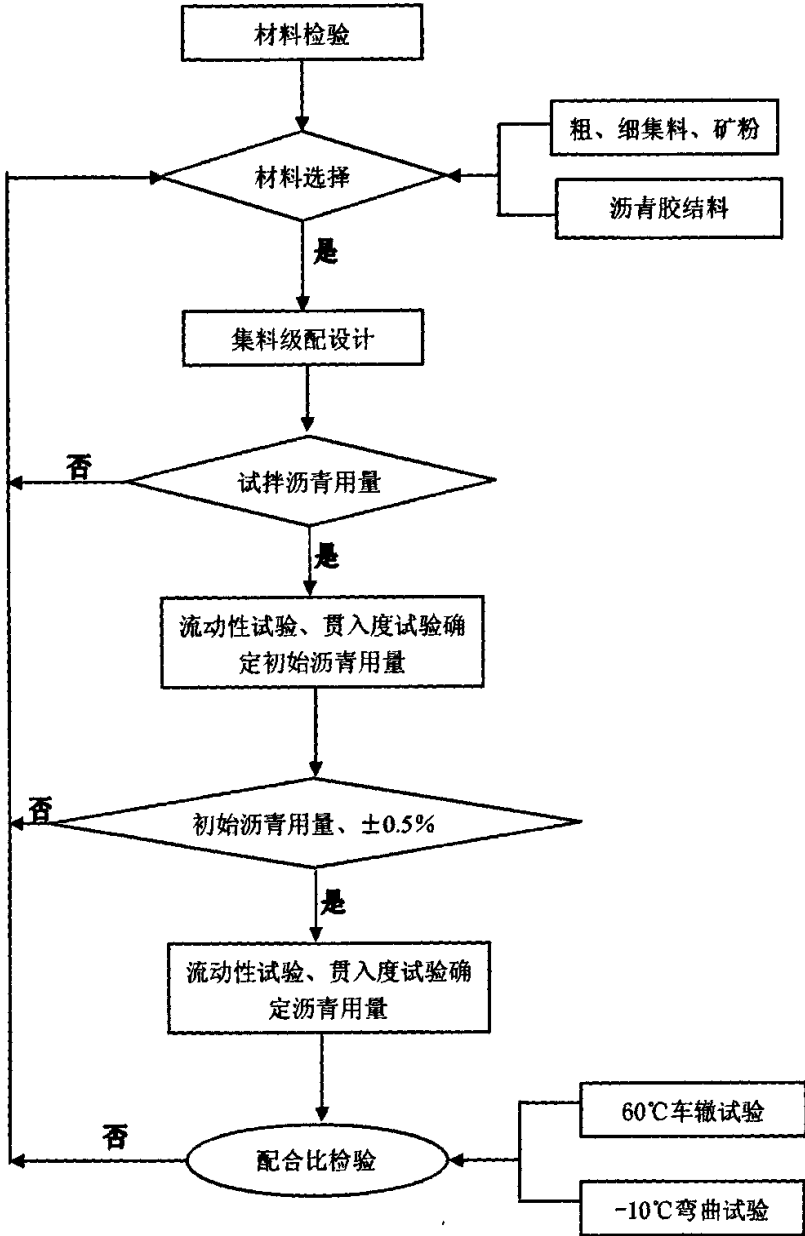 材料检验
粗、细集料、矿粉
材料选择
沥青胶结料
是
集料级配设计
否
试拌沥青用量
是
流动性试验、贯入度试验确
定初始沥青用量
否
初始沥青用量、±0.5%
是
流动性试验、贯入度试验确
定沥青用量
60℃车辙试验
否
配合比检验
-10℃弯曲试验